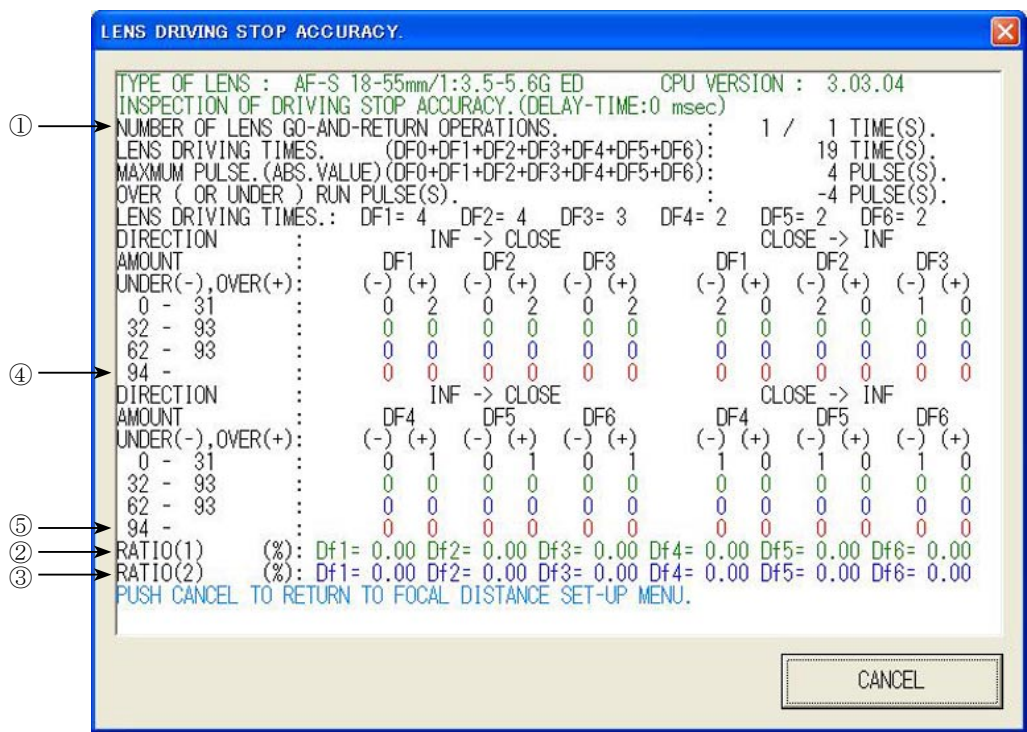 LENS DRIVING STOP ACCURACY.
TYPE OF LENS : AF-S 18-55mm/1:3.5-5.6G ED CPU VERSION : 3.03.04
INSPECTION OF DRIVING STOP ACCURACY.(DELAY-TIME:0 msec)
① NUMBER OF LENS GO-AND-RETURN OPERATIONS. : 1 / 1 TIME(S).
LENS DRIVING TIMES. (DF0+DF1+DF2+DF3+DF4+DF5+DF6): 19 TIME(S).
MAXMUM PULSE.(ABS.VALUE)(DF0+DF1+DF2+DF3+DF4+DF5+DF6): 4 PULSE(S).
OVER ( OR UNDER ) RUN PULSE(S). : -4 PULSE(S).
LENS DRIVING TIMES.: DF1= 4 DF2= 4 DF3= 3 DF4= 2 DF5= 2 DF6= 2
DIRECTION : INF -> CLOSE CLOSE -> INF
AMOUNT : DF1 DF2 DF3 DF1 DF2 DF3
UNDER(-),OVER(+): (-) (+) (-) (+) (-) (+) (-) (+) (-) (+) (-) (+)
0 - 31 : 0 2 0 2 0 2 2 0 2 0 1 0
32 - 93 : 0 0 0 0 0 0 0 0 0 0 0 0
62 - 93 : 0 0 0 0 0 0 0 0 0 0 0 0
④ 94 - : 0 0 0 0 0 0 0 0 0 0 0 0
DIRECTION : INF -> CLOSE CLOSE -> INF
AMOUNT : DF4 DF5 DF6 DF4 DF5 DF6
UNDER(-),OVER(+): (-) (+) (-) (+) (-) (+) (-) (+) (-) (+) (-) (+)
0 - 31 : 0 1 0 1 0 1 1 0 1 0 1 0
32 - 93 : 0 0 0 0 0 0 0 0 0 0 0 0
62 - 93 : 0 0 0 0 0 0 0 0 0 0 0 0
⑤ 94 - : 0 0 0 0 0 0 0 0 0 0 0 0
② RATIO(1) (%): Df1= 0.00 Df2= 0.00 Df3= 0.00 Df4= 0.00 Df5= 0.00 Df6= 0.00
③ RATIO(2) (%): Df1= 0.00 Df2= 0.00 Df3= 0.00 Df4= 0.00 Df5= 0.00 Df6= 0.00
PUSH CANCEL TO RETURN TO FOCAL DISTANCE SET-UP MENU.
CANCEL